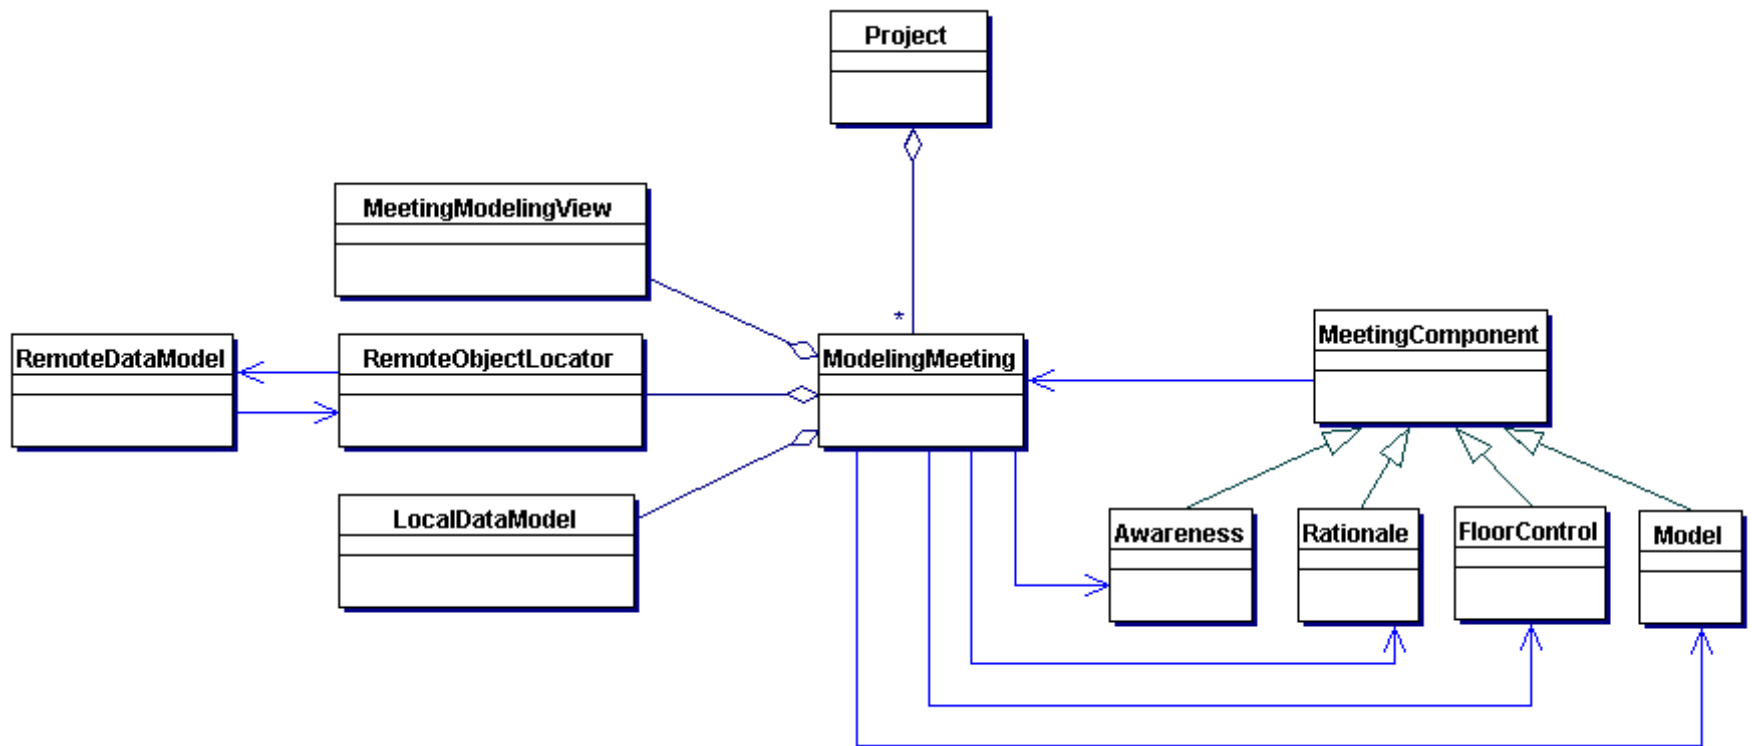 Project
MeetingModelingView
*
MeetingComponent
RemoteDataModel
RemoteObjectLocator
ModelingMeeting
LocalDataModel
Awareness
Rationale
FloorControl
Model